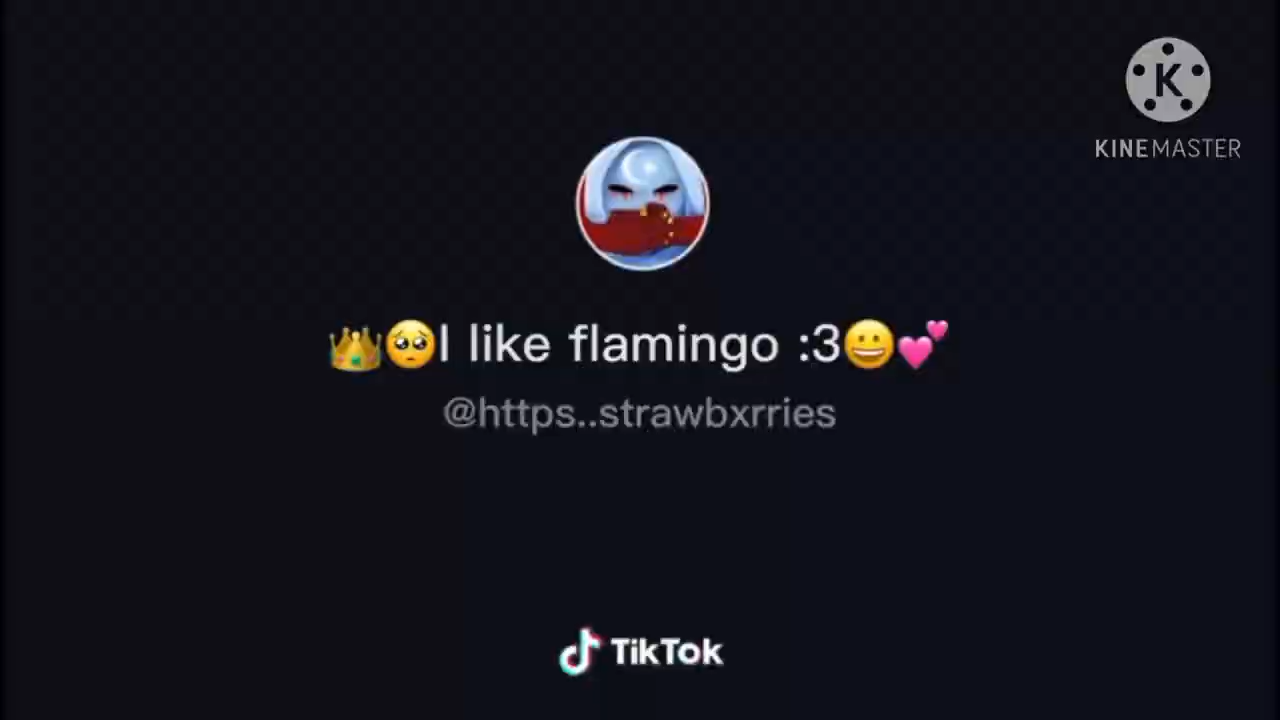 K
KINEMASTER
👑🥺I like flamingo :3😀💕
@https..strawbxrries
TikTok